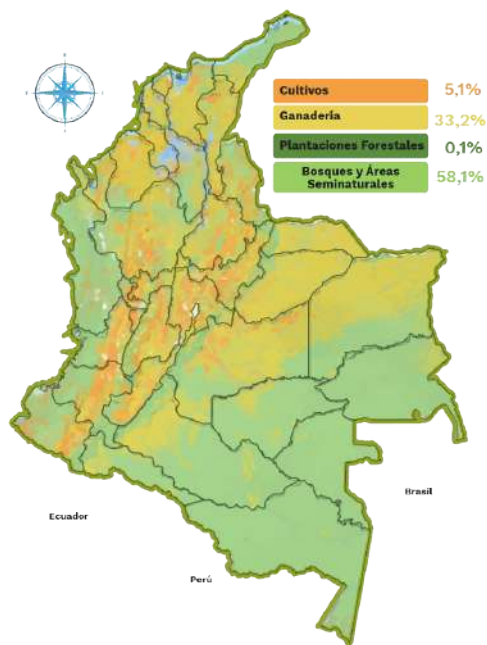 Cultivos 5,1%
Ganadería 33,2%
Plantaciones Forestales 0,1%
Bosques y Áreas
Seminaturales 58,1%
Brasil
Ecuador
Perú